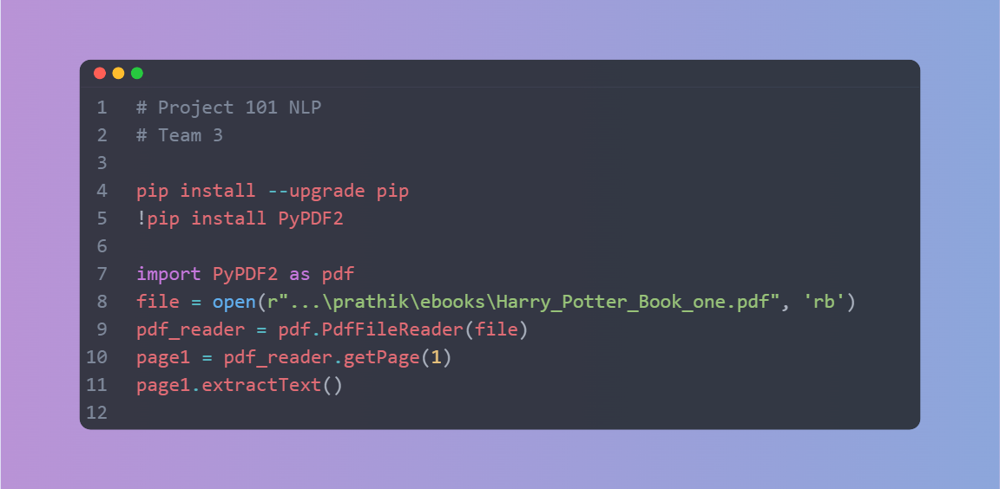 1 # Project 101 NLP
2 # Team 3
3
4 pip install --upgrade pip
5 !pip install PyPDF2
6
7 import PyPDF2 as pdf
8 file = open(r"...\prathik\ebooks\Harry_Potter_Book_one.pdf", 'rb')
9 pdf_reader = pdf.PdfFileReader(file)
10 page1 = pdf_reader.getPage(1)
11 page1.extractText()
12